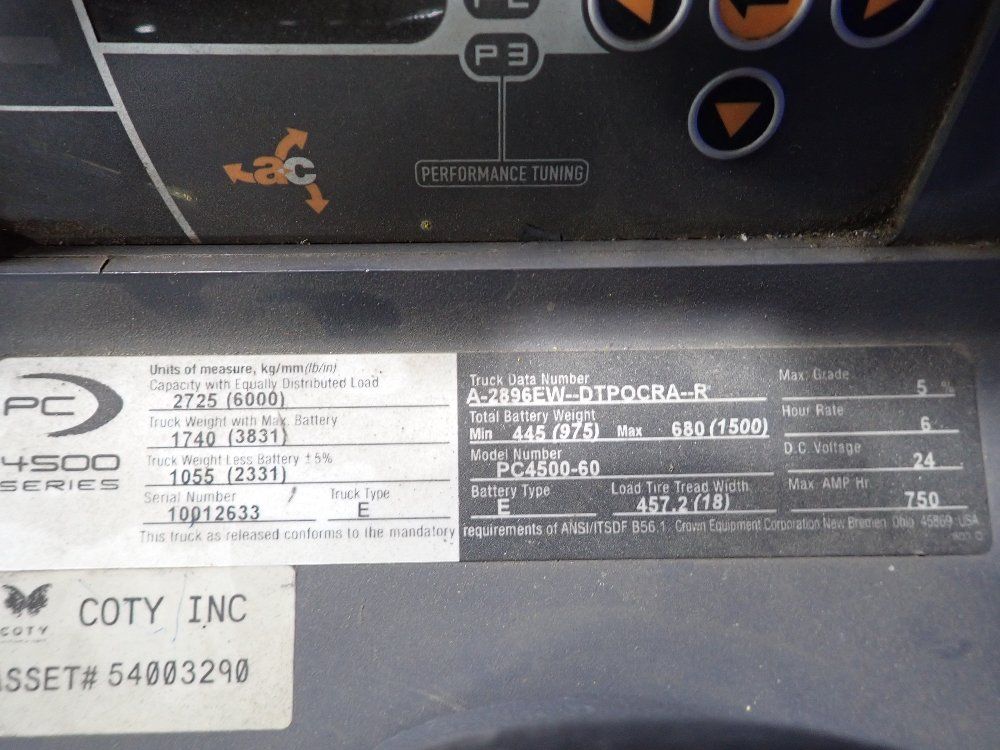 P3
ac
PERFORMANCE TUNING
PC
4500
SERIES
Units of measure, kg/mm (lb/in)
Capacity with Equally Distributed Load
2725 (6000)
Truck Weight with Max. Battery
1740 (3831)
Truck Weight Less Battery ±5%
1055 (2331)
Serial Number Truck Type
10012633 E
This truck as released conforms to the mandatory
Truck Data Number
A-2896EW--DTPOCRA--R
Total Battery Weight
Min 445 (975) Max 680 (1500)
Model Number
PC4500-60
Battery Type Load Tire Tread Width
E 457.2 (18)
Max. Grade
5 %
Hour Rate
6
D.C. Voltage
24
Max. AMP Hr.
750
requirements of ANSI/ITSDF B56.1. Crown Equipment Corporation New Bremen, Ohio 45869 USA
COTY
COTY INC
ASSET# 54003290